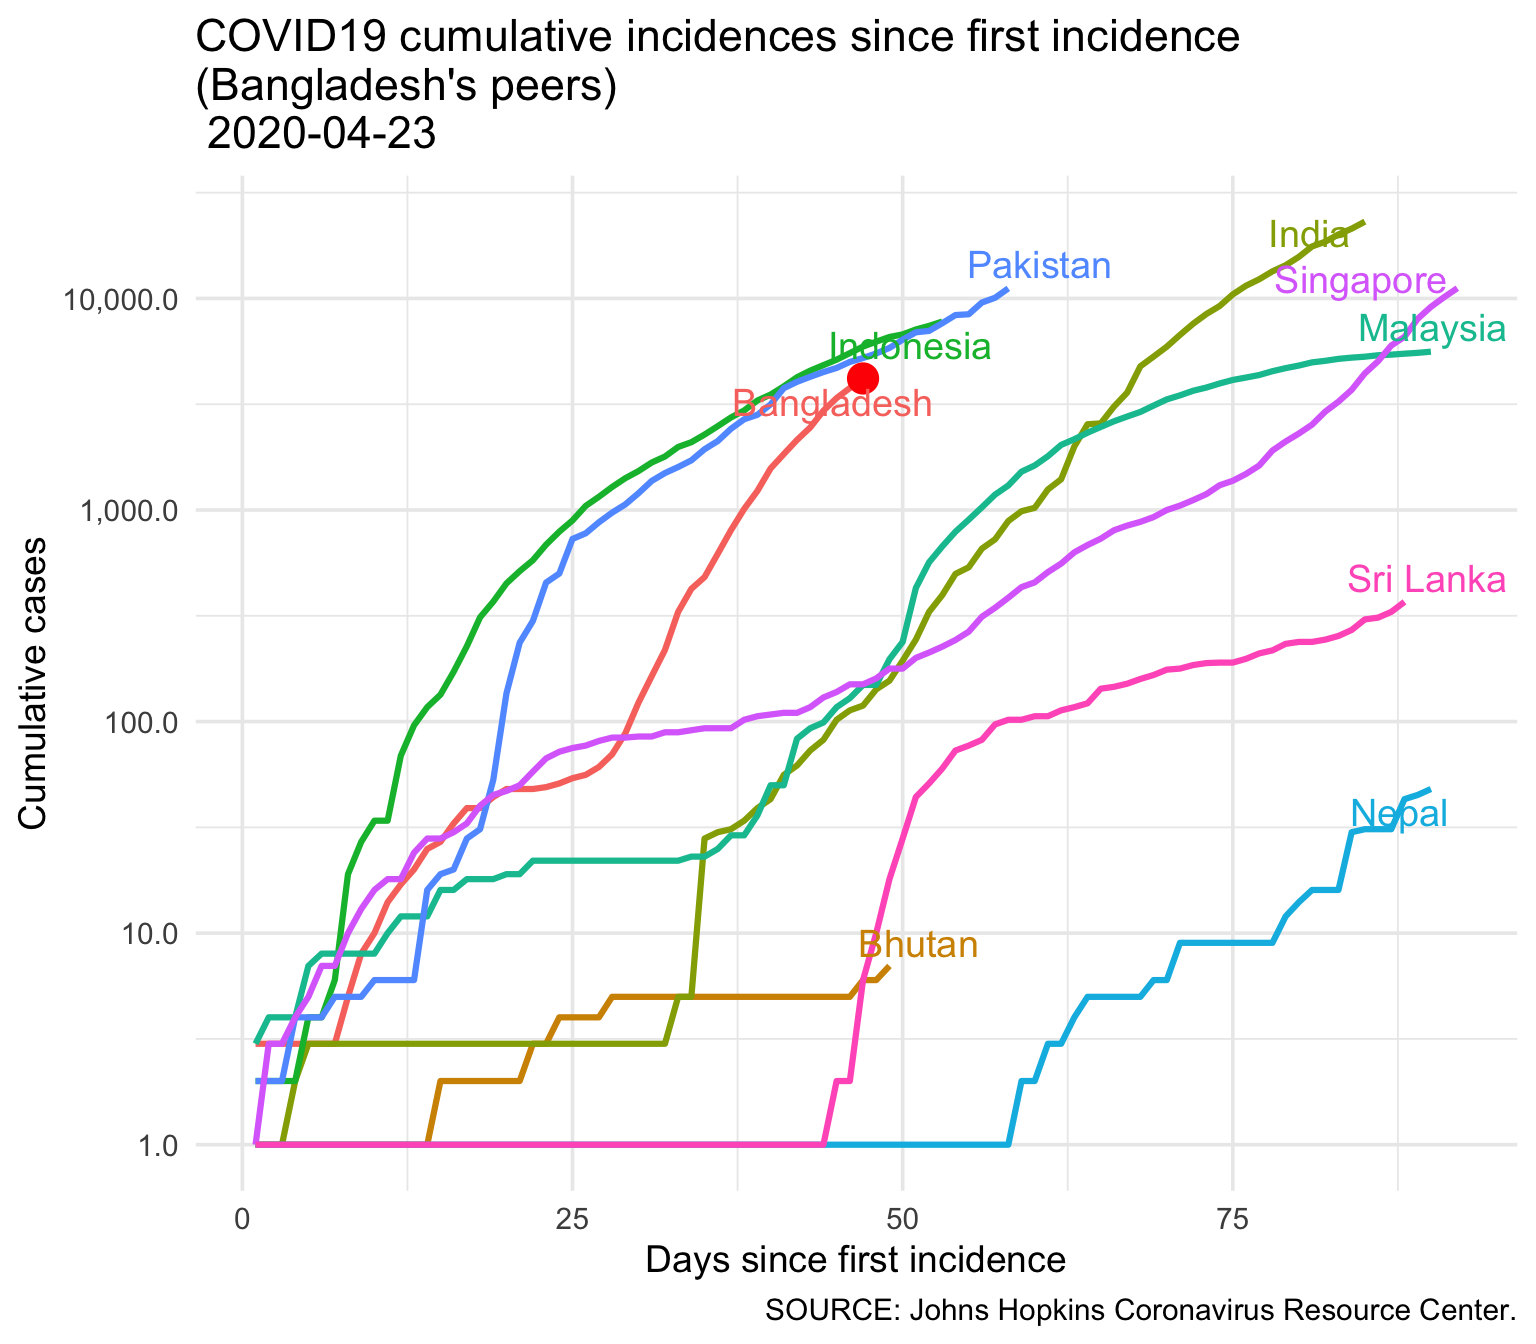 COVID19 cumulative incidences since first incidence
(Bangladesh's peers)
2020-04-23
India
Pakistan
Singapore
10,000.0
Malaysia
Indonesia
Bangladesh
1,000.0
Sri Lanka
100.0
Nepal
Bhutan
10.0
1.0
Cumulative cases
0 25 50 75
Days since first incidence
SOURCE: Johns Hopkins Coronavirus Resource Center.